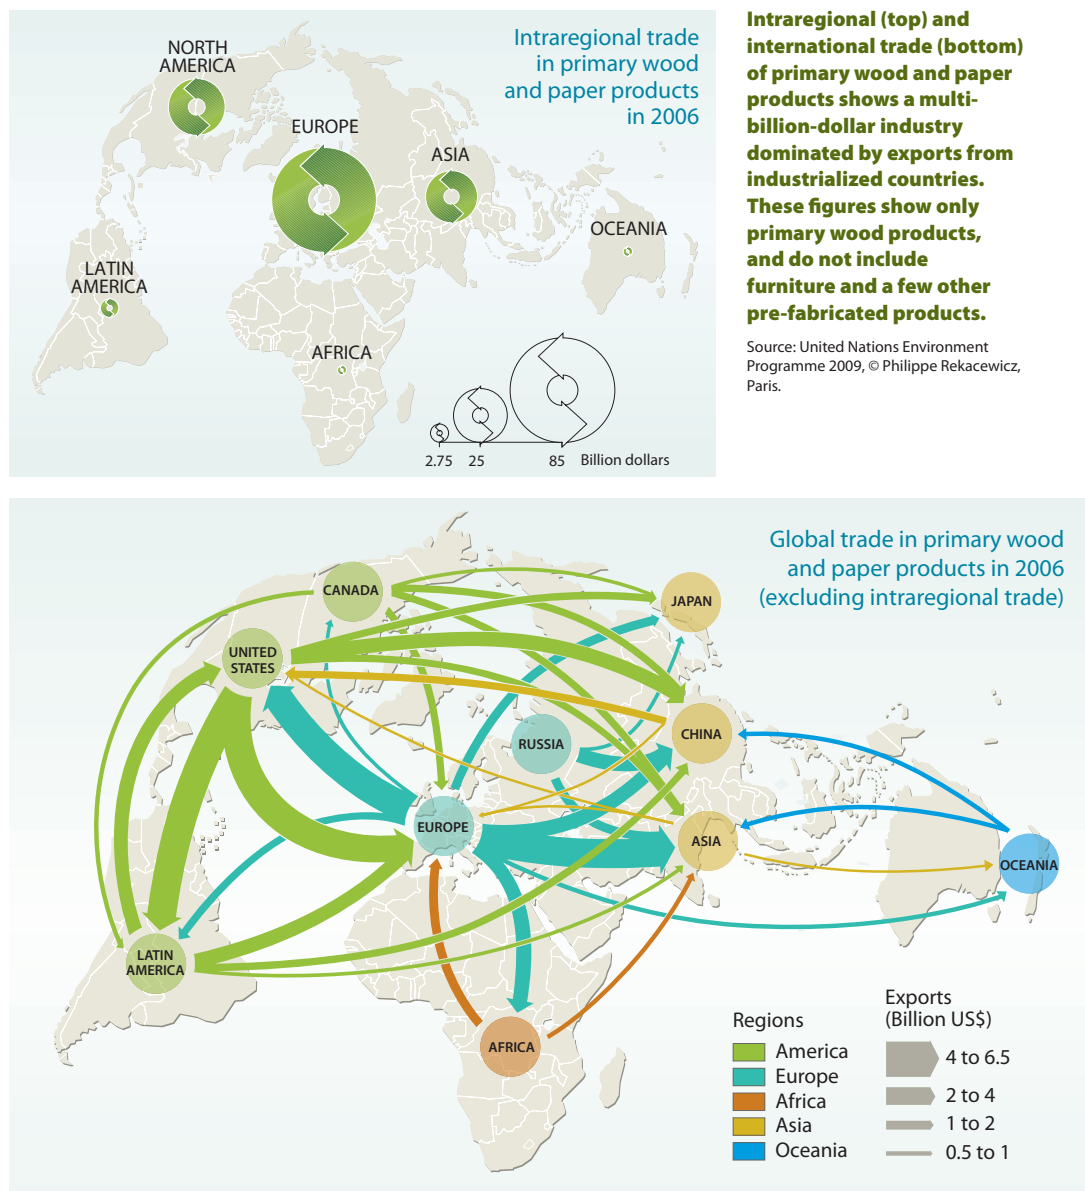 NORTH
AMERICA
EUROPE
ASIA
OCEANIA
LATIN
AMERICA
AFRICA
Intraregional trade
in primary wood
and paper products
in 2006
2.75 25 85 Billion dollars
Intraregional (top) and
international trade (bottom)
of primary wood and paper
products shows a multi-
billion-dollar industry
dominated by exports from
industrialized countries.
These figures show only
primary wood products,
and do not include
furniture and a few other
pre-fabricated products.
Source: United Nations Environment
Programme 2009, © Philippe Rekacewicz,
Paris.
Global trade in primary wood
and paper products in 2006
(excluding intraregional trade)
CANADA
JAPAN
UNITED
STATES
CHINA
RUSSIA
EUROPE
ASIA
OCEANIA
LATIN
AMERICA
AFRICA
Regions
America
Europe
Africa
Asia
Oceania
Exports
(Billion US$)
4 to 6.5
2 to 4
1 to 2
0.5 to 1